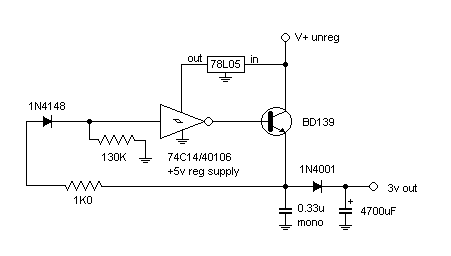 V+ unreg
out
78L05
in
1N4148
BD139
130K
74C14/40106
+5v reg supply
1N4001
3v out
1K0
0.33u
mono
+
4700uF